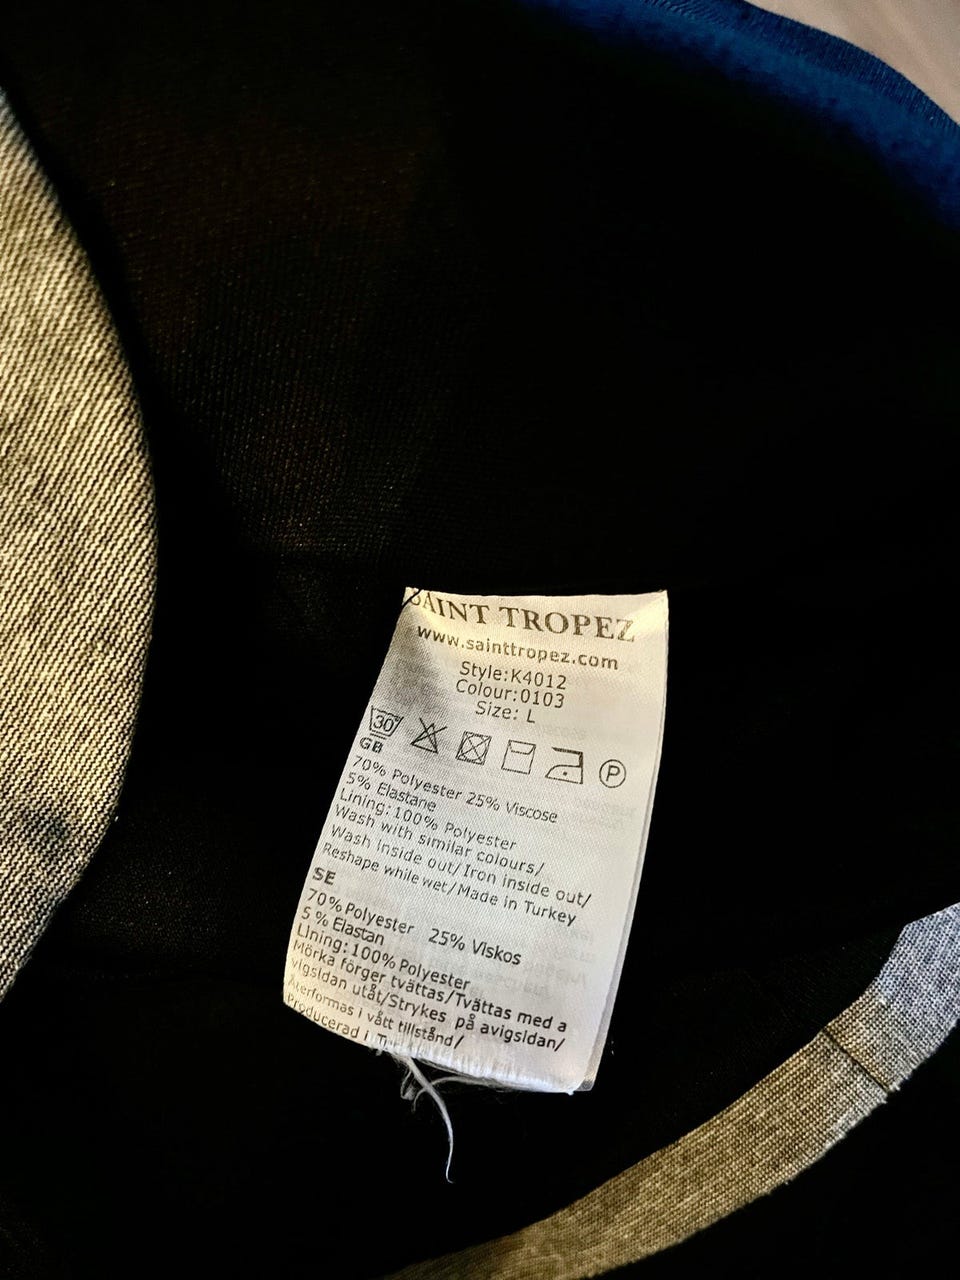 SAINT TROPEZ
www.sainttropez.com
Style:K4012
Colour:0103
Size: L
30
P
GB
70% Polyester 25% Viscose
5% Elastane
Lining:100% Polyester
Wash with similar colours/
Wash inside out/Iron inside out/
Reshape while wet/Made in Turkey
SE
70% Polyester 25% Viskos
5 % Elastan
Lining:100% Polyester
Mörka förger tvättas/Tvättas med a
vigsidan utåt/Strykes på avigsidan/
Återformas i vått tillstånd/
Producerad i